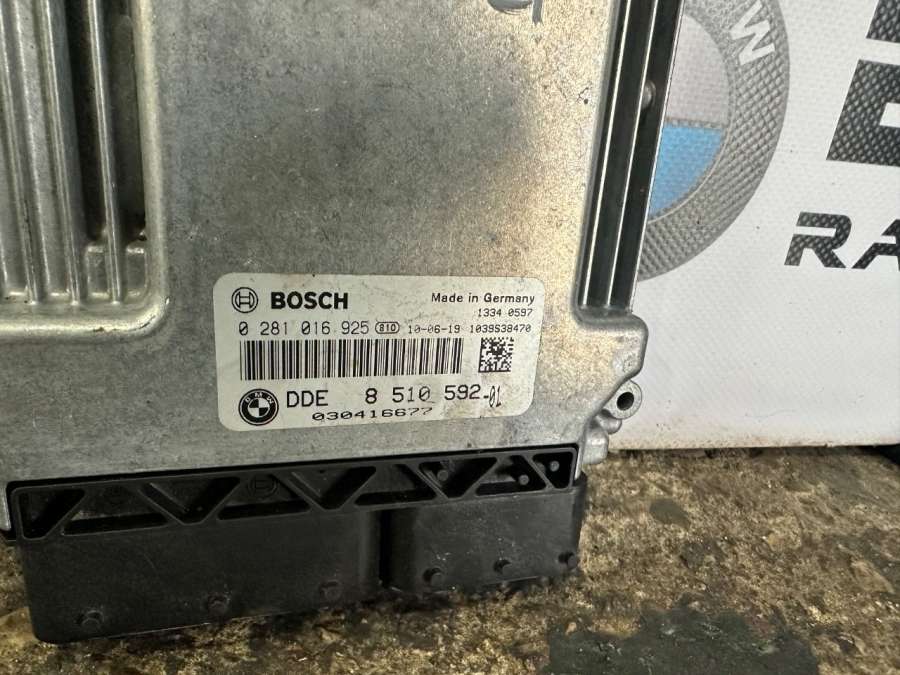 BOSCH Made in Germany
1334 0597
0 281 016 925 810 10-06-19 1039S38470
BMW DDE 8 510 592-01
030416677
W
RA